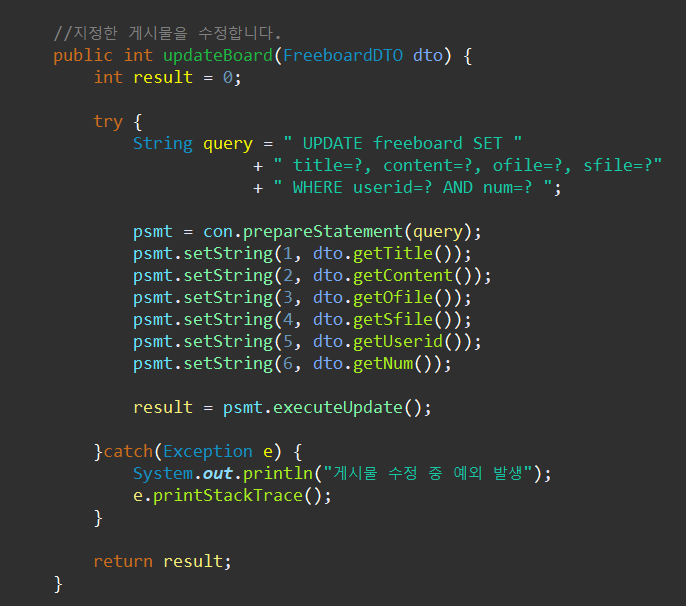 //지정한 게시물을 수정합니다.
public int updateBoard(FreeboardDTO dto) {
int result = 0;
try {
String query = " UPDATE freeboard SET "
+ " title=?, content=?, ofile=?, sfile=?"
+ " WHERE userid=? AND num=? ";
psmt = con.prepareStatement(query);
psmt.setString(1, dto.getTitle());
psmt.setString(2, dto.getContent());
psmt.setString(3, dto.getOfile());
psmt.setString(4, dto.getSfile());
psmt.setString(5, dto.getUserid());
psmt.setString(6, dto.getNum());
result = psmt.executeUpdate();
}catch(Exception e) {
System.out.println("게시물 수정 중 예외 발생");
e.printStackTrace();
}
return result;
}